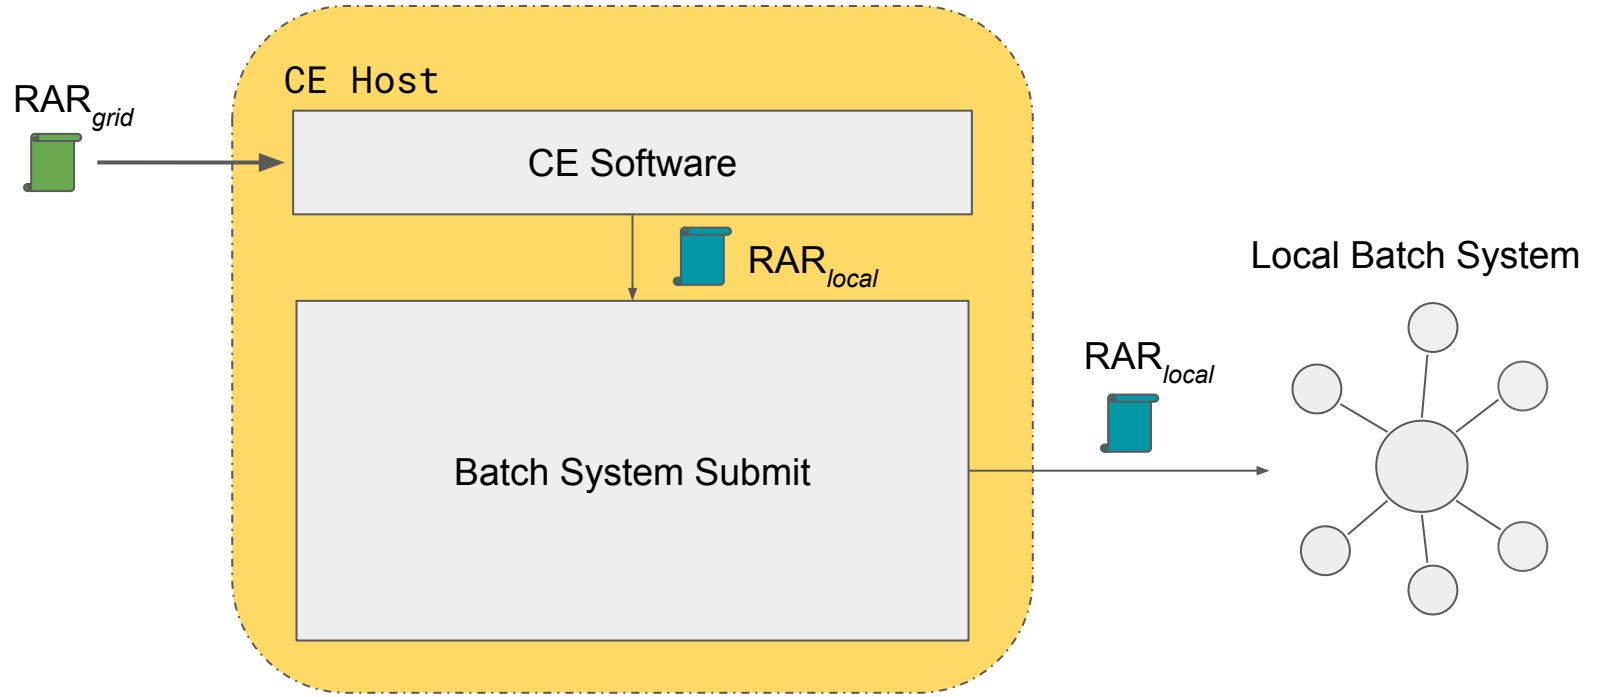 CE Host
RARgrid
CE Software
RARlocal
Local Batch System
RARlocal
Batch System Submit